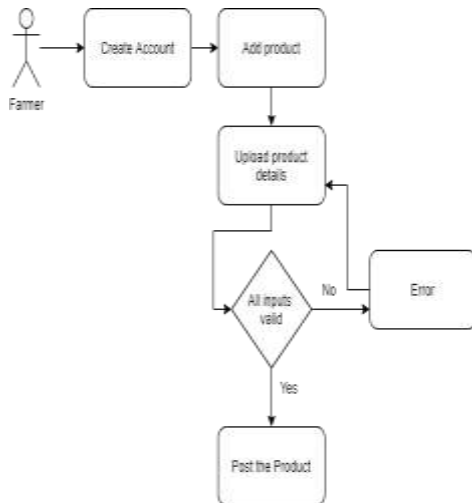 Create Account
Add product
Farmer
Upload product
details
All inputs
valid
No
Error
Yes
Post the Product